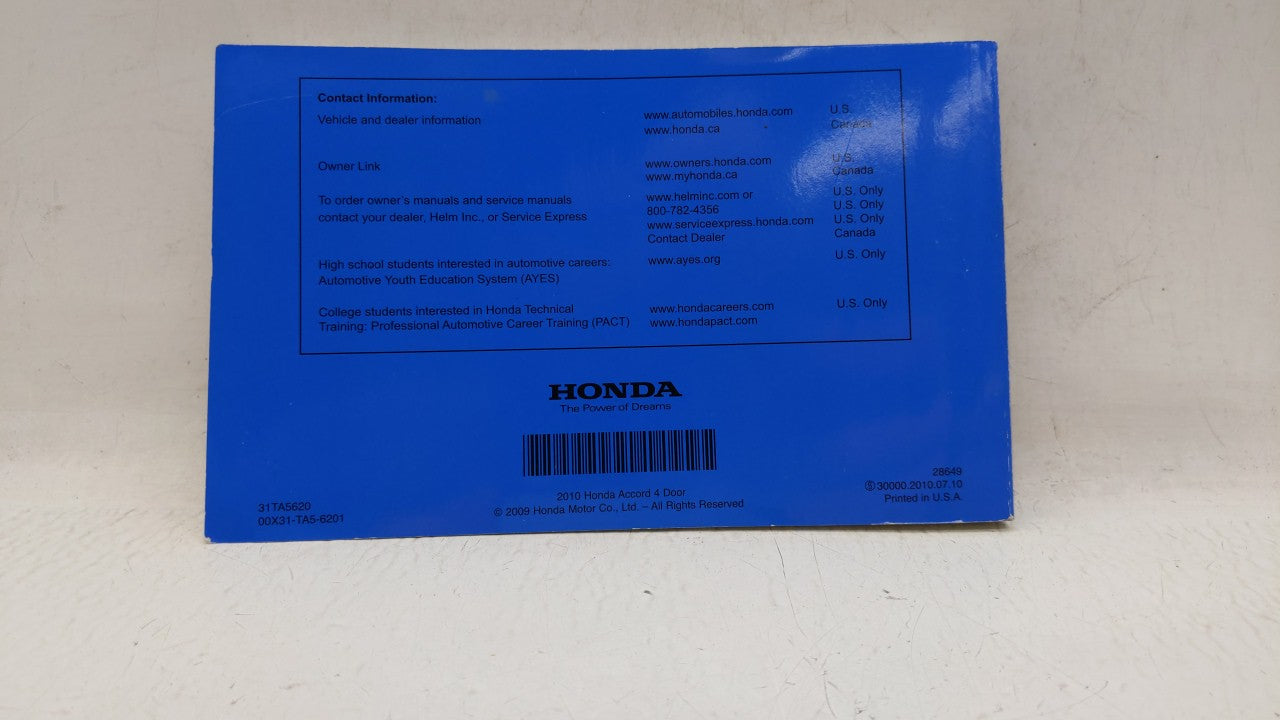 Contact Information:
Vehicle and dealer information www.automobiles.honda.com U.S.
www.honda.ca Canada
Owner Link www.owners.honda.com U.S.
www.myhonda.ca Canada
To order owner's manuals and service manuals www.helminc.com or U.S. Only
800-782-4356 U.S. Only
contact your dealer, Helm Inc., or Service Express www.serviceexpress.honda.com U.S. Only
Contact Dealer Canada
High school students interested in automotive careers: www.ayes.org U.S. Only
Automotive Youth Education System (AYES)
College students interested in Honda Technical www.hondacareers.com U.S. Only
Training: Professional Automotive Career Training (PACT) www.hondapact.com
HONDA
The Power of Dreams
31TA5620
00X31-TA5-6201
2010 Honda Accord 4 Door
© 2009 Honda Motor Co., Ltd. – All Rights Reserved
28649
Ⓢ 30000.2010.07.10
Printed in U.S.A.